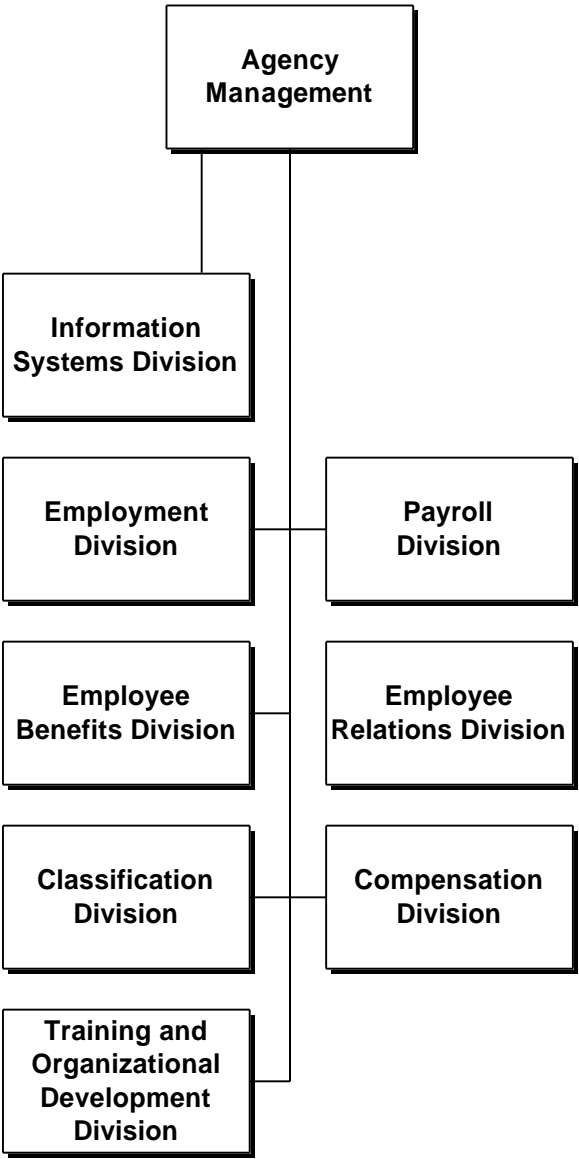 Agency
Management
Information
Systems Division
Employment
Division
Payroll
Division
Employee
Benefits Division
Employee
Relations Division
Classification
Division
Compensation
Division
Training and
Organizational
Development
Division